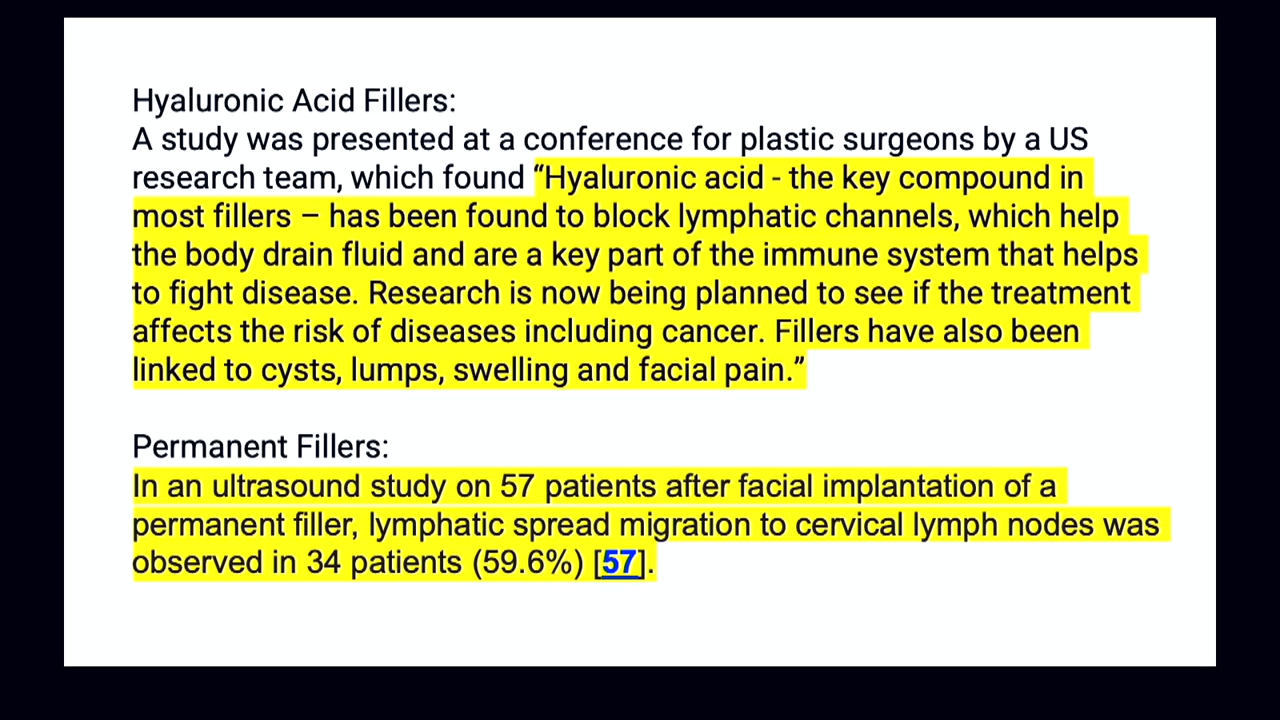 Hyaluronic Acid Fillers:
A study was presented at a conference for plastic surgeons by a US
research team, which found “Hyaluronic acid - the key compound in
most fillers – has been found to block lymphatic channels, which help
the body drain fluid and are a key part of the immune system that helps
to fight disease. Research is now being planned to see if the treatment
affects the risk of diseases including cancer. Fillers have also been
linked to cysts, lumps, swelling and facial pain.”
Permanent Fillers:
In an ultrasound study on 57 patients after facial implantation of a
permanent filler, lymphatic spread migration to cervical lymph nodes was
observed in 34 patients (59.6%) [57].